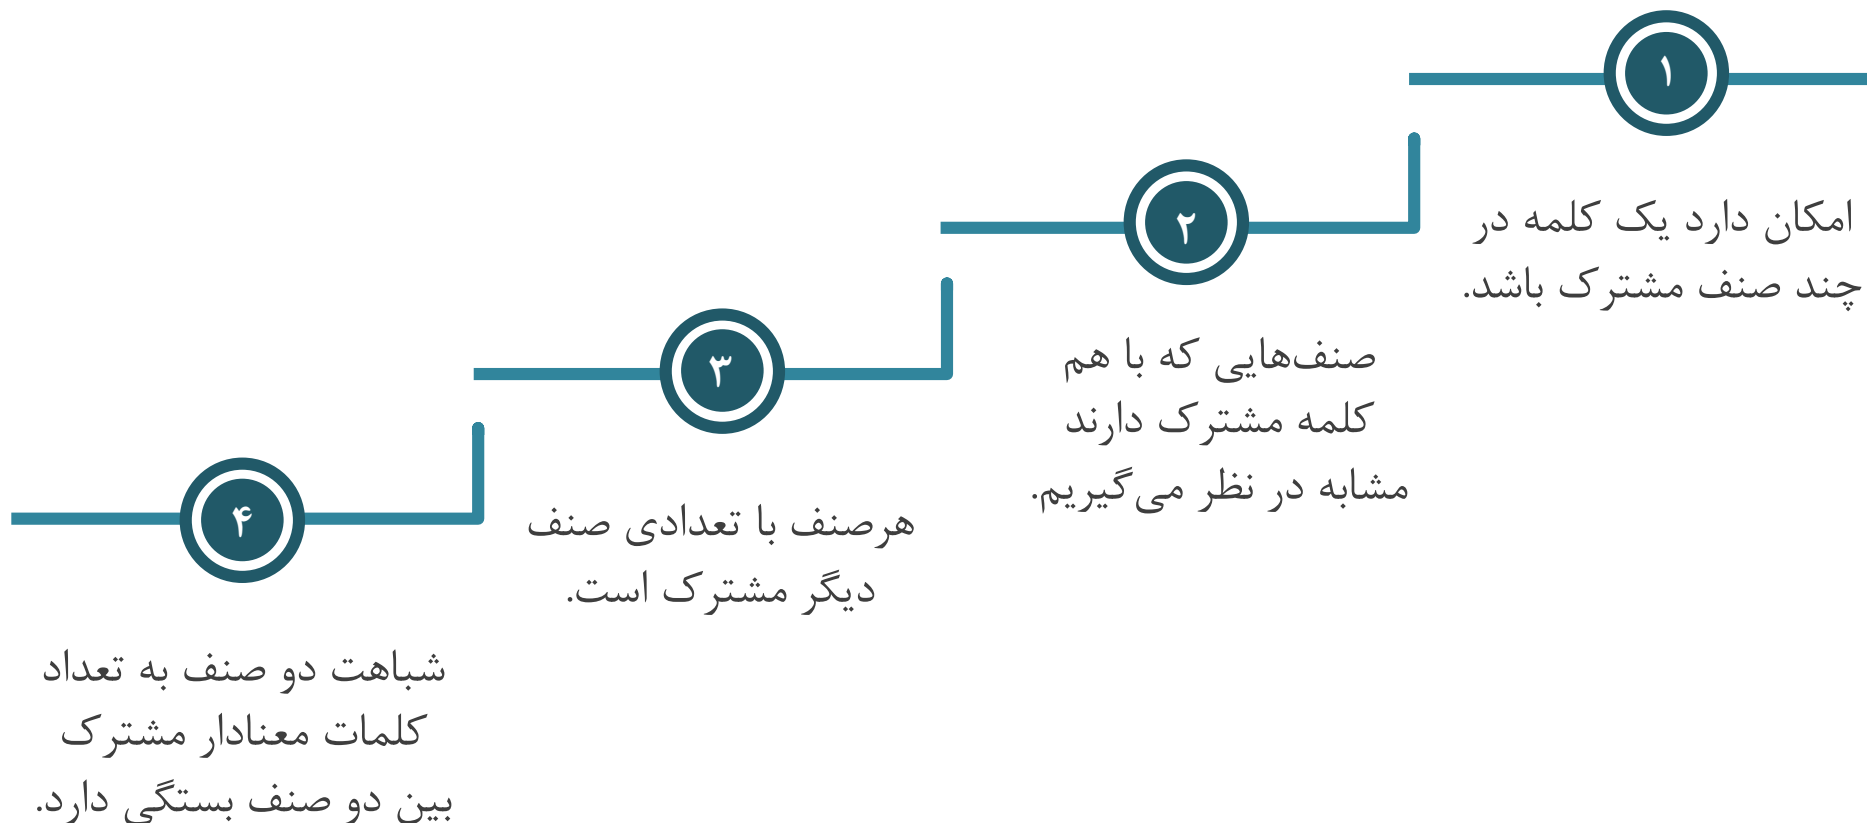 ۱
امکان دارد یک کلمه در
چند صنف مشترک باشد.
۲
صنف‌هایی که با هم
کلمه مشترک دارند
مشابه در نظر می‌گیریم.
۳
هرصنف با تعدادی صنف
دیگر مشترک است.
۴
شباهت دو صنف به تعداد
کلمات معنادار مشترک
بین دو صنف بستگی دارد.